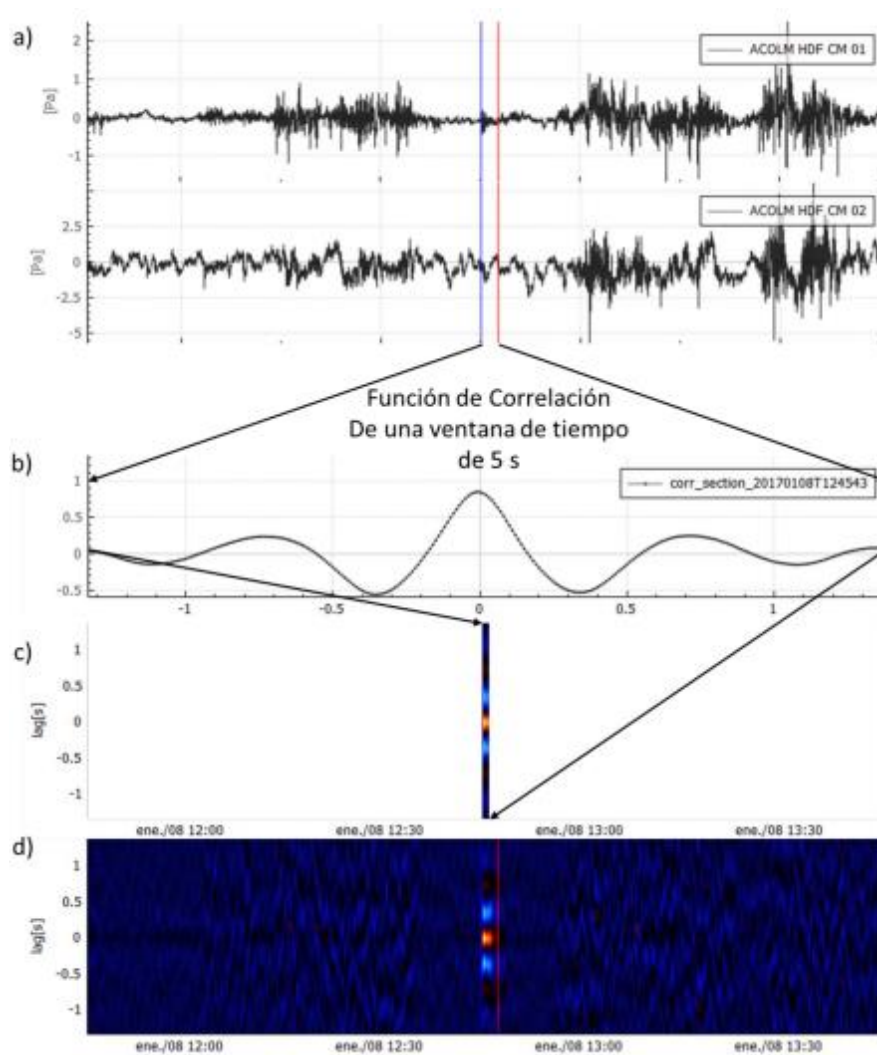 a)
2
1
0
-1
[Pa]
ACOLM HDF CM 01
2.5
0
-2.5
-5
[Pa]
ACOLM HDF CM 02
Función de Correlación
De una ventana de tiempo
de 5 s
b)
1
0.5
0
-0.5
corr_section_20170108T124543
-1 -0.5 0 0.5 1
c)
1
0.5
0
-0.5
-1
lag[s]
ene./08 12:00 ene./08 12:30 ene./08 13:00 ene./08 13:30
d)
1
0.5
0
-0.5
-1
lag[s]
ene./08 12:00 ene./08 12:30 ene./08 13:00 ene./08 13:30